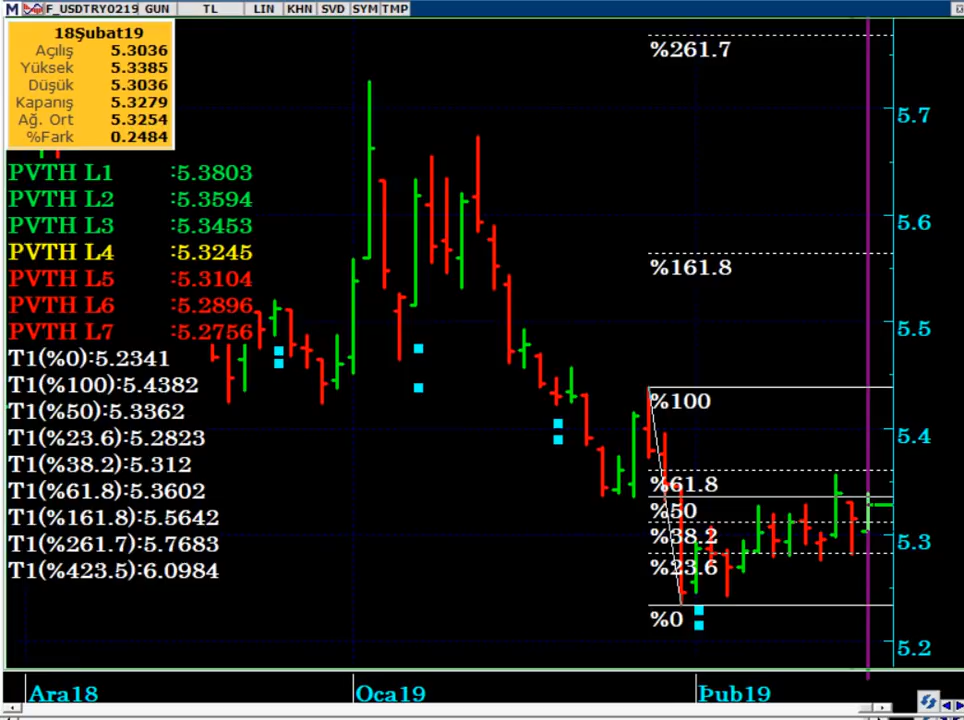 M F_USDTRY0219 GUN TL LIN KHN SVD SYM TMP
18Şubat19
Açılış 5.3036
Yüksek 5.3385
Düşük 5.3036
Kapanış 5.3279
Ağ. Ort 5.3254
%Fark 0.2484
PVTH L1 :5.3803
PVTH L2 :5.3594
PVTH L3 :5.3453
PVTH L4 :5.3245
PVTH L5 :5.3104
PVTH L6 :5.2896
PVTH L7 :5.2756
T1(%0):5.2341
T1(%100):5.4382
T1(%50):5.3362
T1(%23.6):5.2823
T1(%38.2):5.312
T1(%61.8):5.3602
T1(%161.8):5.5642
T1(%261.7):5.7683
T1(%423.5):6.0984
%261.7
%161.8
%100
%61.8
%50
%38.2
%23.6
%0
5.7
5.6
5.5
5.4
5.3
5.2
Ara18 Oca19 Þub19